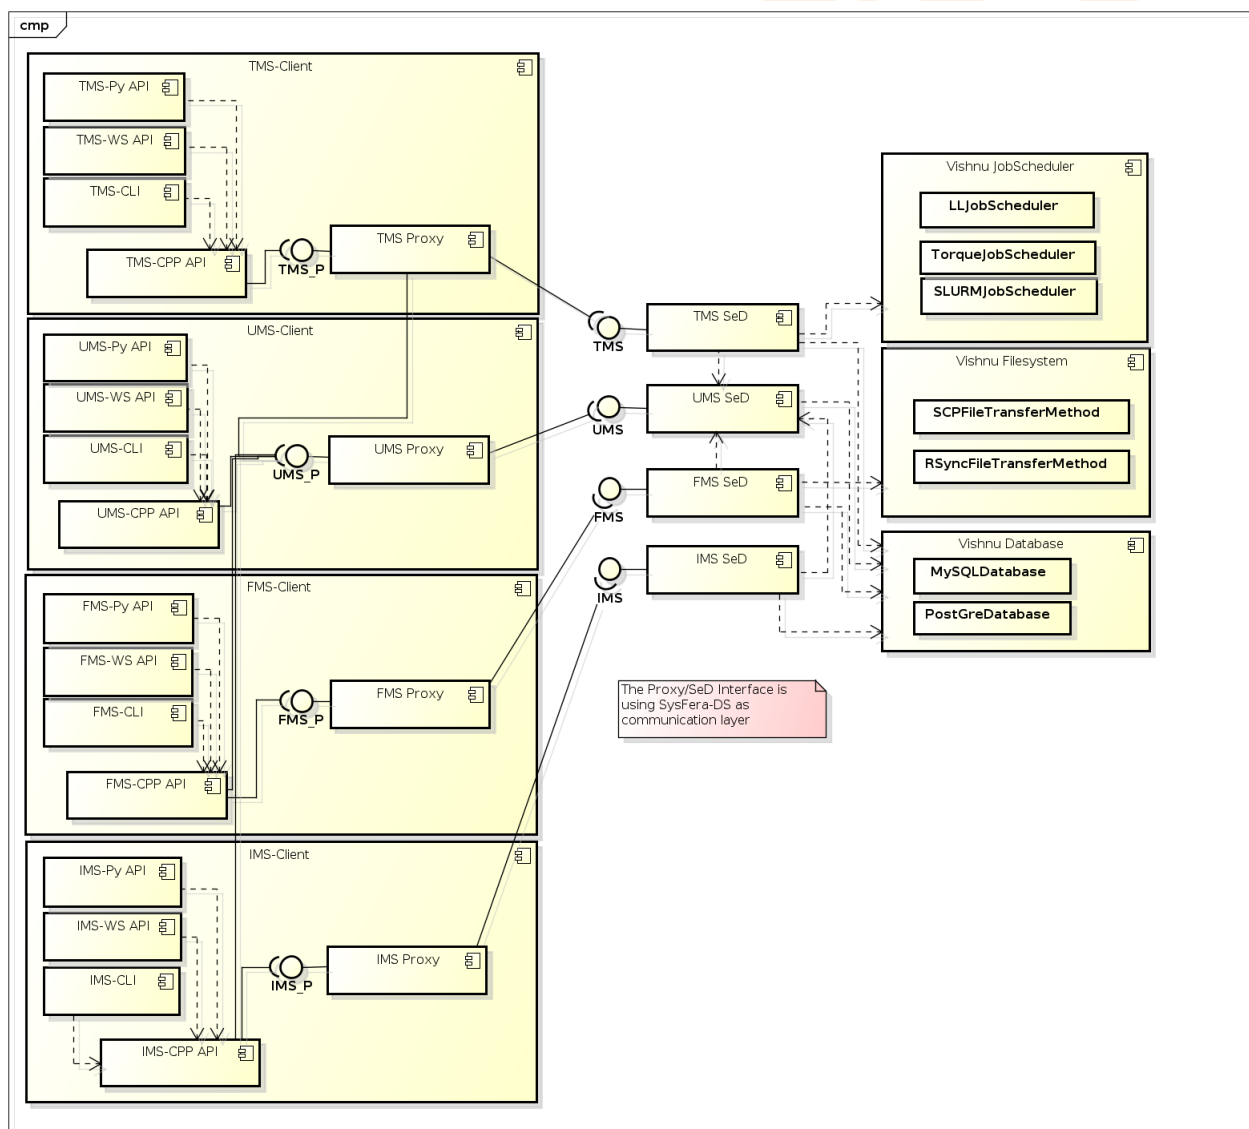 cmp
TMS-Client
TMS-Py API
TMS-WS API
TMS-CLI
TMS-CPP API
TMS_P
TMS Proxy
UMS-Client
UMS-Py API
UMS-WS API
UMS-CLI
UMS-CPP API
UMS_P
UMS Proxy
FMS-Client
FMS-Py API
FMS-WS API
FMS-CLI
FMS-CPP API
FMS_P
FMS Proxy
IMS-Client
IMS-Py API
IMS-WS API
IMS-CLI
IMS-CPP API
IMS_P
IMS Proxy
TMS
TMS SeD
UMS
UMS SeD
FMS
FMS SeD
IMS
IMS SeD
The Proxy/SeD Interface is
using SysFera-DS as
communication layer
Vishnu JobScheduler
LLJobScheduler
TorqueJobScheduler
SLURMJobScheduler
Vishnu Filesystem
SCPFileTransferMethod
RSyncFileTransferMethod
Vishnu Database
MySQLDatabase
PostGreDatabase